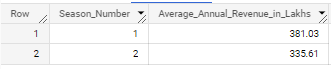 Row Season_Number Average_Annual_Revenue_in_Lakhs
1 1 381.03
2 2 335.61